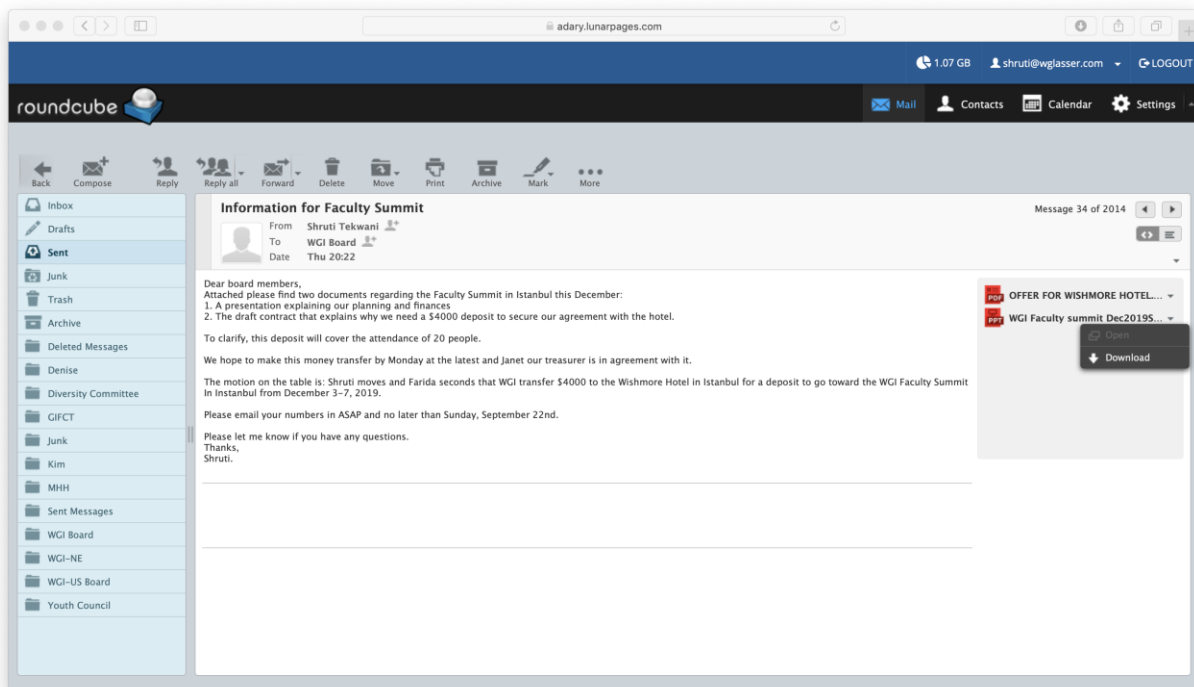 adary.lunarpages.com
1.07 GB shruti@wglasser.com LOGOUT
roundcube
Mail Contacts Calendar Settings
Back Compose Reply Reply all Forward Delete Move Print Archive Mark More
Inbox
Drafts
Sent
Junk
Trash
Archive
Deleted Messages
Denise
Diversity Committee
GIFCT
Junk
Kim
MHH
Sent Messages
WGI Board
WGI-NE
WGI-US Board
Youth Council
Information for Faculty Summit
Message 34 of 2014
From Shruti Tekwani
To WGI Board
Date Thu 20:22
Dear board members,
Attached please find two documents regarding the Faculty Summit in Istanbul this December:
1. A presentation explaining our planning and finances
2. The draft contract that explains why we need a $4000 deposit to secure our agreement with the hotel.
To clarify, this deposit will cover the attendance of 20 people.
We hope to make this money transfer by Monday at the latest and Janet our treasurer is in agreement with it.
The motion on the table is: Shruti moves and Farida seconds that WGI transfer $4000 to the Wishmore Hotel in Istanbul for a deposit to go toward the WGI Faculty Summit
In Instanbul from December 3-7, 2019.
Please email your numbers in ASAP and no later than Sunday, September 22nd.
Please let me know if you have any questions.
Thanks,
Shruti.
PDF OFFER FOR WISHMORE HOTEL...
PPT WGI Faculty summit Dec2019S...
Open
Download